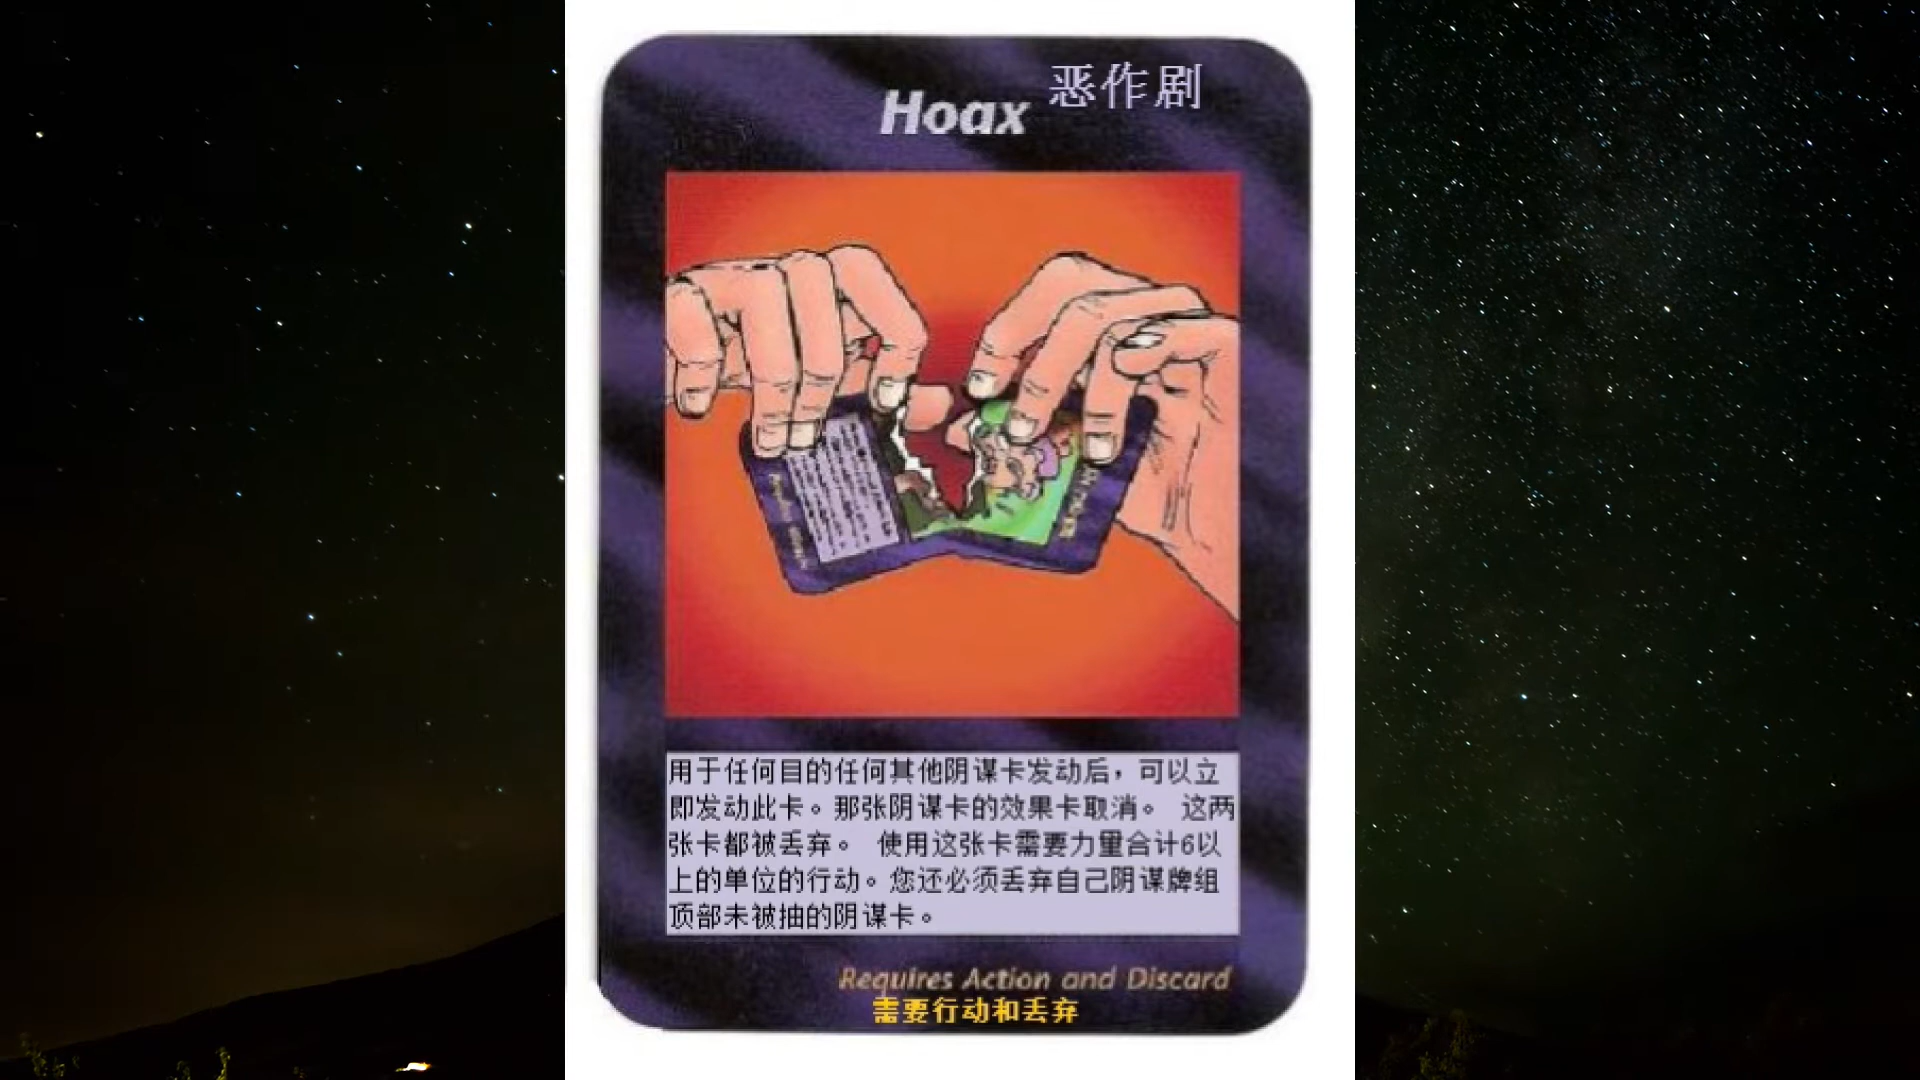 Hoax 恶作剧
用于任何目的任何其他阴谋卡发动后，可以立
即发动此卡。那张阴谋卡的效果卡取消。 这两
张卡都被丢弃。 使用这张卡需要力量合计6以
上的单位的行动。您还必须丢弃自己阴谋牌组
顶部未被抽的阴谋卡。
Requires Action and Discard
需要行动和丢弃